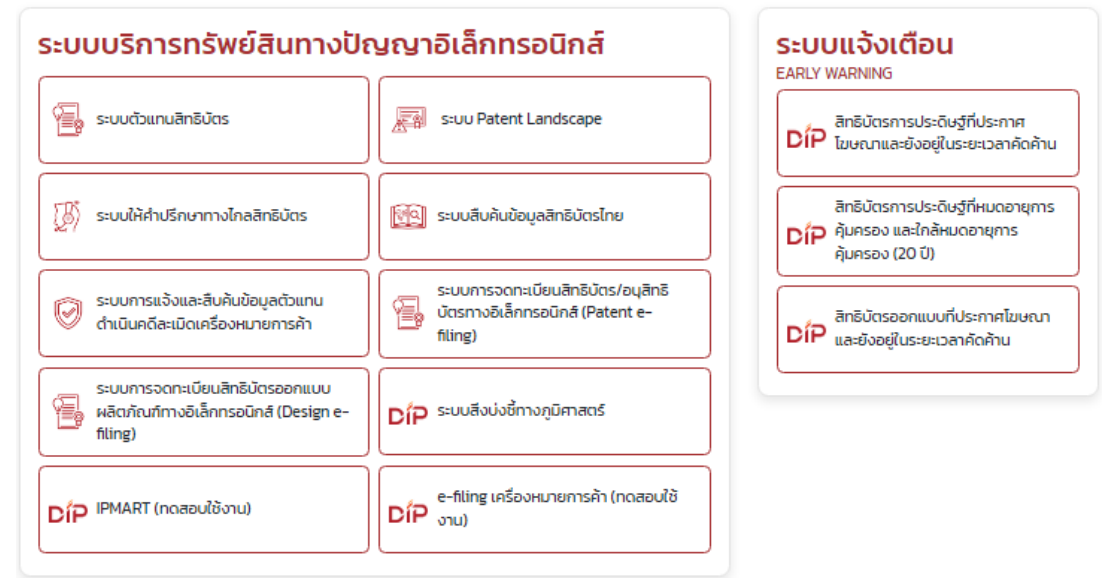 ระบบบริการทรัพย์สินทางปัญญาอิเล็กทรอนิกส์
ระบบตัวแทนสิทธิบัตร
ระบบ Patent Landscape
ระบบให้คำปรึกษาทางไกลสิทธิบัตร
ระบบสืบค้นข้อมูลสิทธิบัตรไทย
ระบบการแจ้งและสืบค้นข้อมูลตัวแทน
ดำเนินคดีละเมิดเครื่องหมายการค้า
ระบบการจดทะเบียนสิทธิบัตร/อนุสิทธิ
บัตรทางอิเล็กทรอนิกส์ (Patent e-
filing)
ระบบการจดทะเบียนสิทธิบัตรออกแบบ
ผลิตภัณฑ์ทางอิเล็กทรอนิกส์ (Design e-
filing)
DIP
ระบบสิ่งบ่งชี้ทางภูมิศาสตร์
DIP
IPMART (ทดสอบใช้งาน)
DIP
e-filing เครื่องหมายการค้า (ทดสอบใช้
งาน)
ระบบแจ้งเตือน
EARLY WARNING
DIP
สิทธิบัตรการประดิษฐ์ที่ประกาศ
โฆษณาและยังอยู่ในระยะเวลาคัดค้าน
DIP
สิทธิบัตรการประดิษฐ์ที่หมดอายุการ
คุ้มครอง และใกล้หมดอายุการ
คุ้มครอง (20 ปี)
DIP
สิทธิบัตรออกแบบที่ประกาศโฆษณา
และยังอยู่ในระยะเวลาคัดค้าน